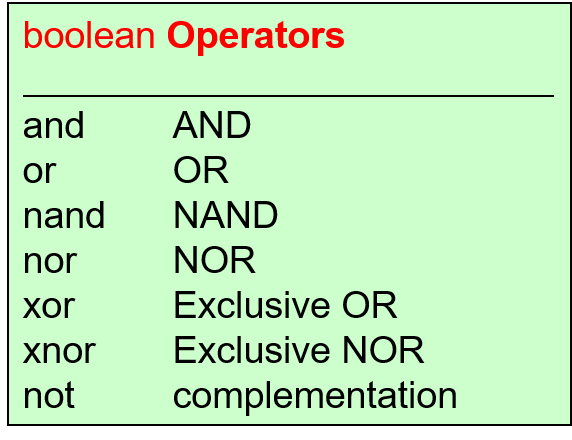 boolean Operators
and AND
or OR
nand NAND
nor NOR
xor Exclusive OR
xnor Exclusive NOR
not complementation